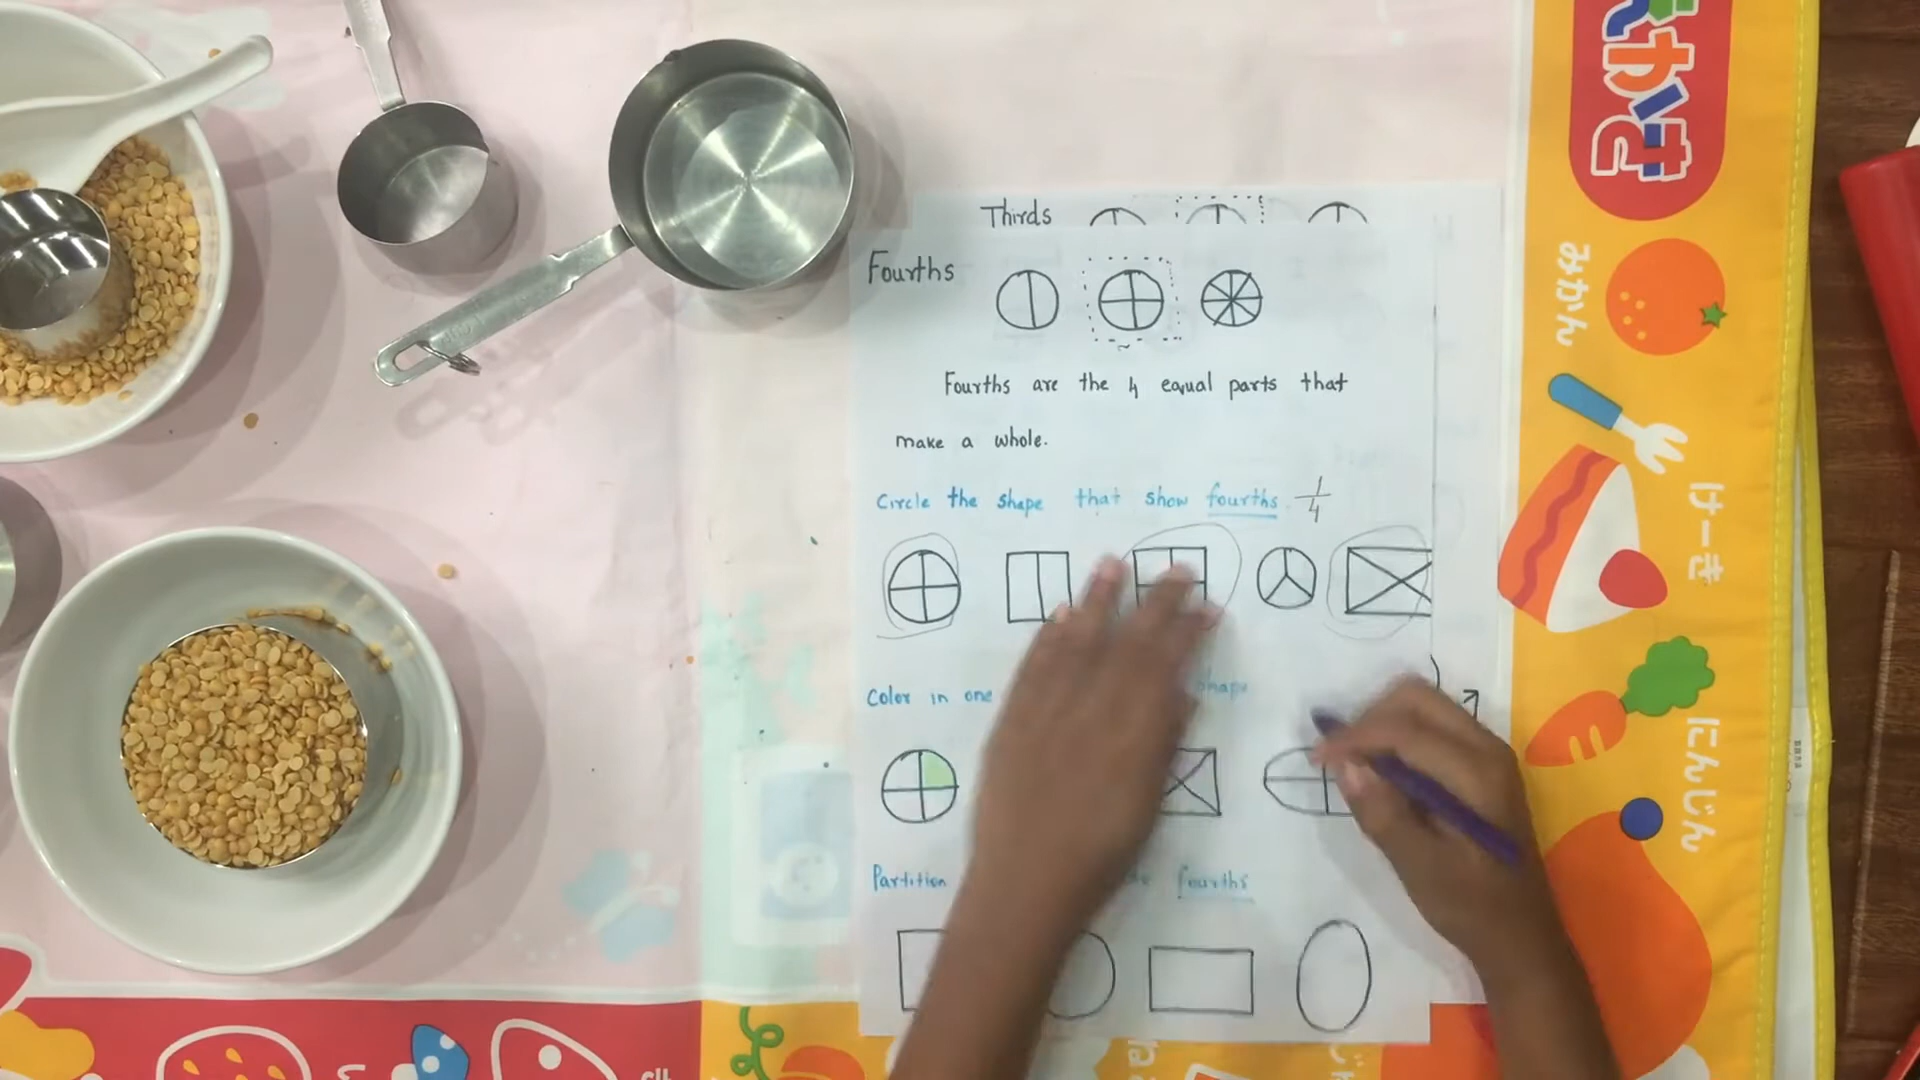 Thirds
Fourths
Fourths are the 4 equal parts that
make a whole.
Circle the shape that show fourths 1/4
Color in one shape
Partition fourths
みかん
けーき
にんじん